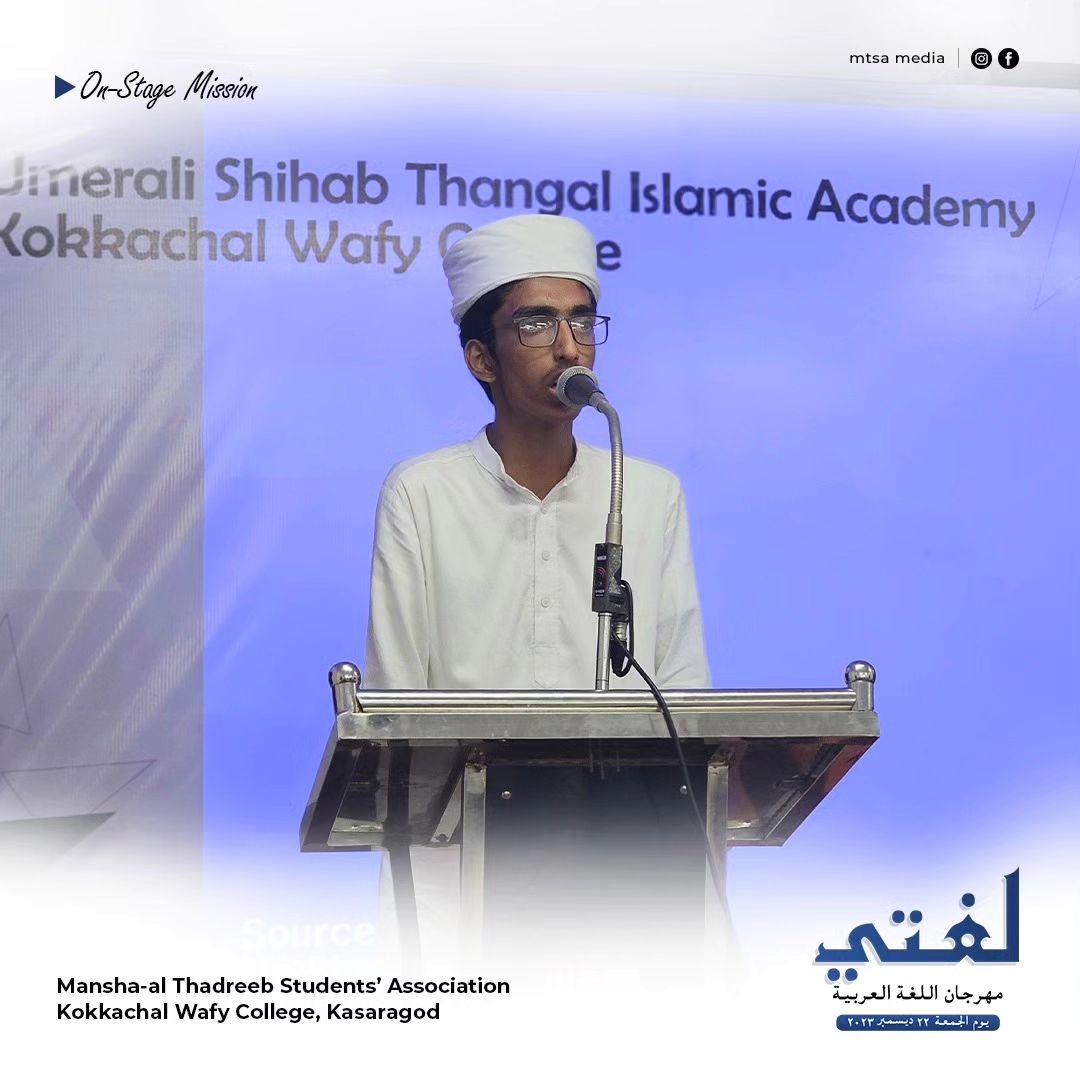 mtsa media
On-Stage Mission
Umerali Shihab Thangal Islamic Academy
Kokkachal Wafy
Source
Mansha-al Thadreeb Students’ Association
Kokkachal Wafy College, Kasaragod
لغتي
مهرجان اللغة العربية
يوم الجمعة ٢٢ ديسمبر ٢٠٢٣